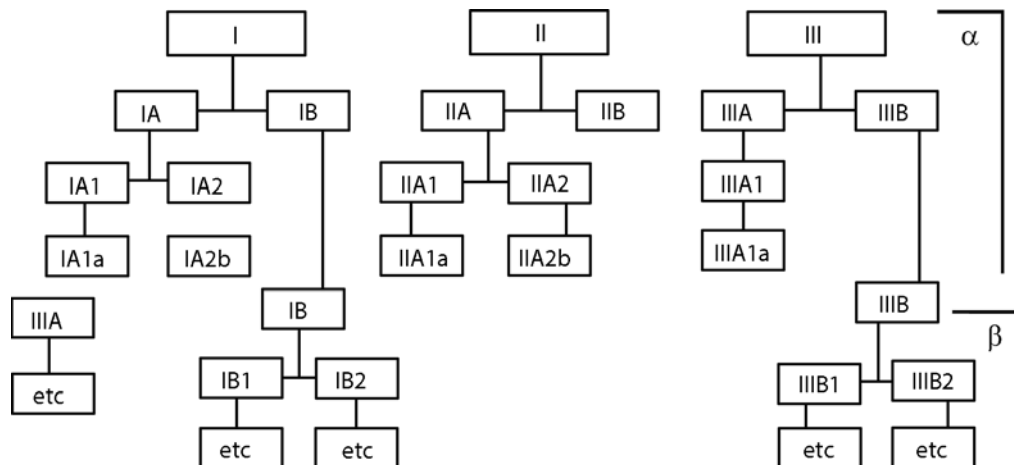 I II III α
IA IB IIA IIB IIIA IIIB
IA1 IA2 IIA1 IIA2 IIIA1
IA1a IA2b IIA1a IIA2b IIIA1a
IIIA IB IIIB β
etc IB1 IB2 IIIB1 IIIB2
etc etc etc etc